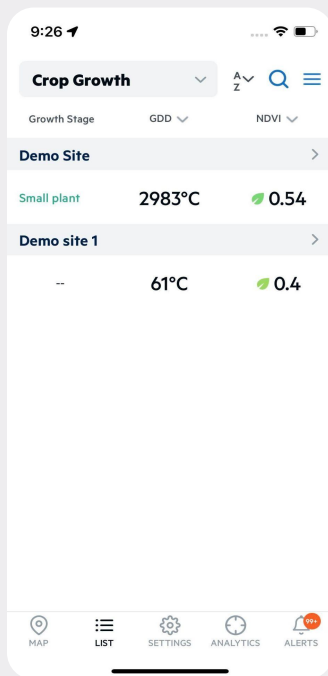 9:26
Crop Growth
A
Z
Growth Stage GDD NDVI
Demo Site
Small plant 2983°C 0.54
Demo site 1
-- 61°C 0.4
99+
MAP LIST SETTINGS ANALYTICS ALERTS